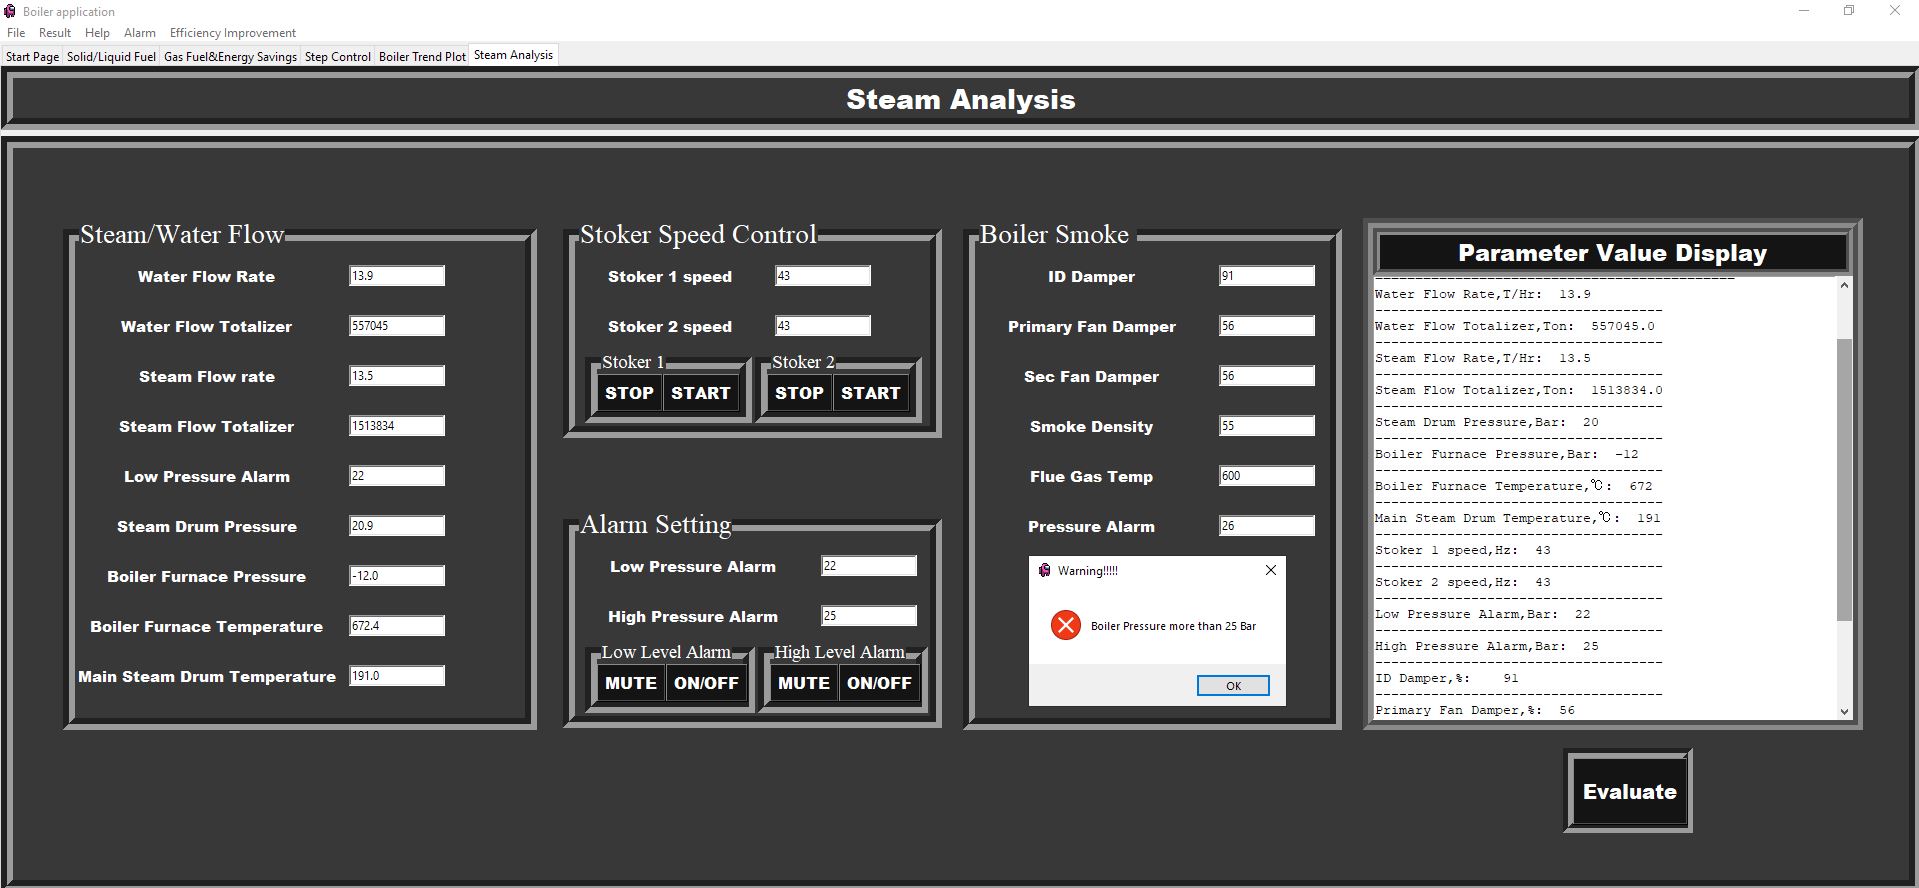 Boiler application
File Result Help Alarm Efficiency Improvement
Start Page Solid/Liquid Fuel Gas Fuel&Energy Savings Step Control Boiler Trend Plot Steam Analysis
Steam Analysis
Steam/Water Flow
Water Flow Rate 13.9
Water Flow Totalizer 557045
Steam Flow rate 13.5
Steam Flow Totalizer 1513834
Low Pressure Alarm 22
Steam Drum Pressure 20.9
Boiler Furnace Pressure -12.0
Boiler Furnace Temperature 672.4
Main Steam Drum Temperature 191.0
Stoker Speed Control
Stoker 1 speed 43
Stoker 2 speed 43
Stoker 1 Stoker 2
STOP START STOP START
Alarm Setting
Low Pressure Alarm 22
High Pressure Alarm 25
Low Level Alarm High Level Alarm
MUTE ON/OFF MUTE ON/OFF
Boiler Smoke
ID Damper 91
Primary Fan Damper 56
Sec Fan Damper 56
Smoke Density 55
Flue Gas Temp 600
Pressure Alarm 26
Warning!!!!!
Boiler Pressure more than 25 Bar
OK
Parameter Value Display
Water Flow Rate,T/Hr: 13.9
Water Flow Totalizer,Ton: 557045.0
Steam Flow Rate,T/Hr: 13.5
Steam Flow Totalizer,Ton: 1513834.0
Steam Drum Pressure,Bar: 20
Boiler Furnace Pressure,Bar: -12
Boiler Furnace Temperature,℃: 672
Main Steam Drum Temperature,℃: 191
Stoker 1 speed,Hz: 43
Stoker 2 speed,Hz: 43
Low Pressure Alarm,Bar: 22
High Pressure Alarm,Bar: 25
ID Damper,%: 91
Primary Fan Damper,%: 56
Evaluate